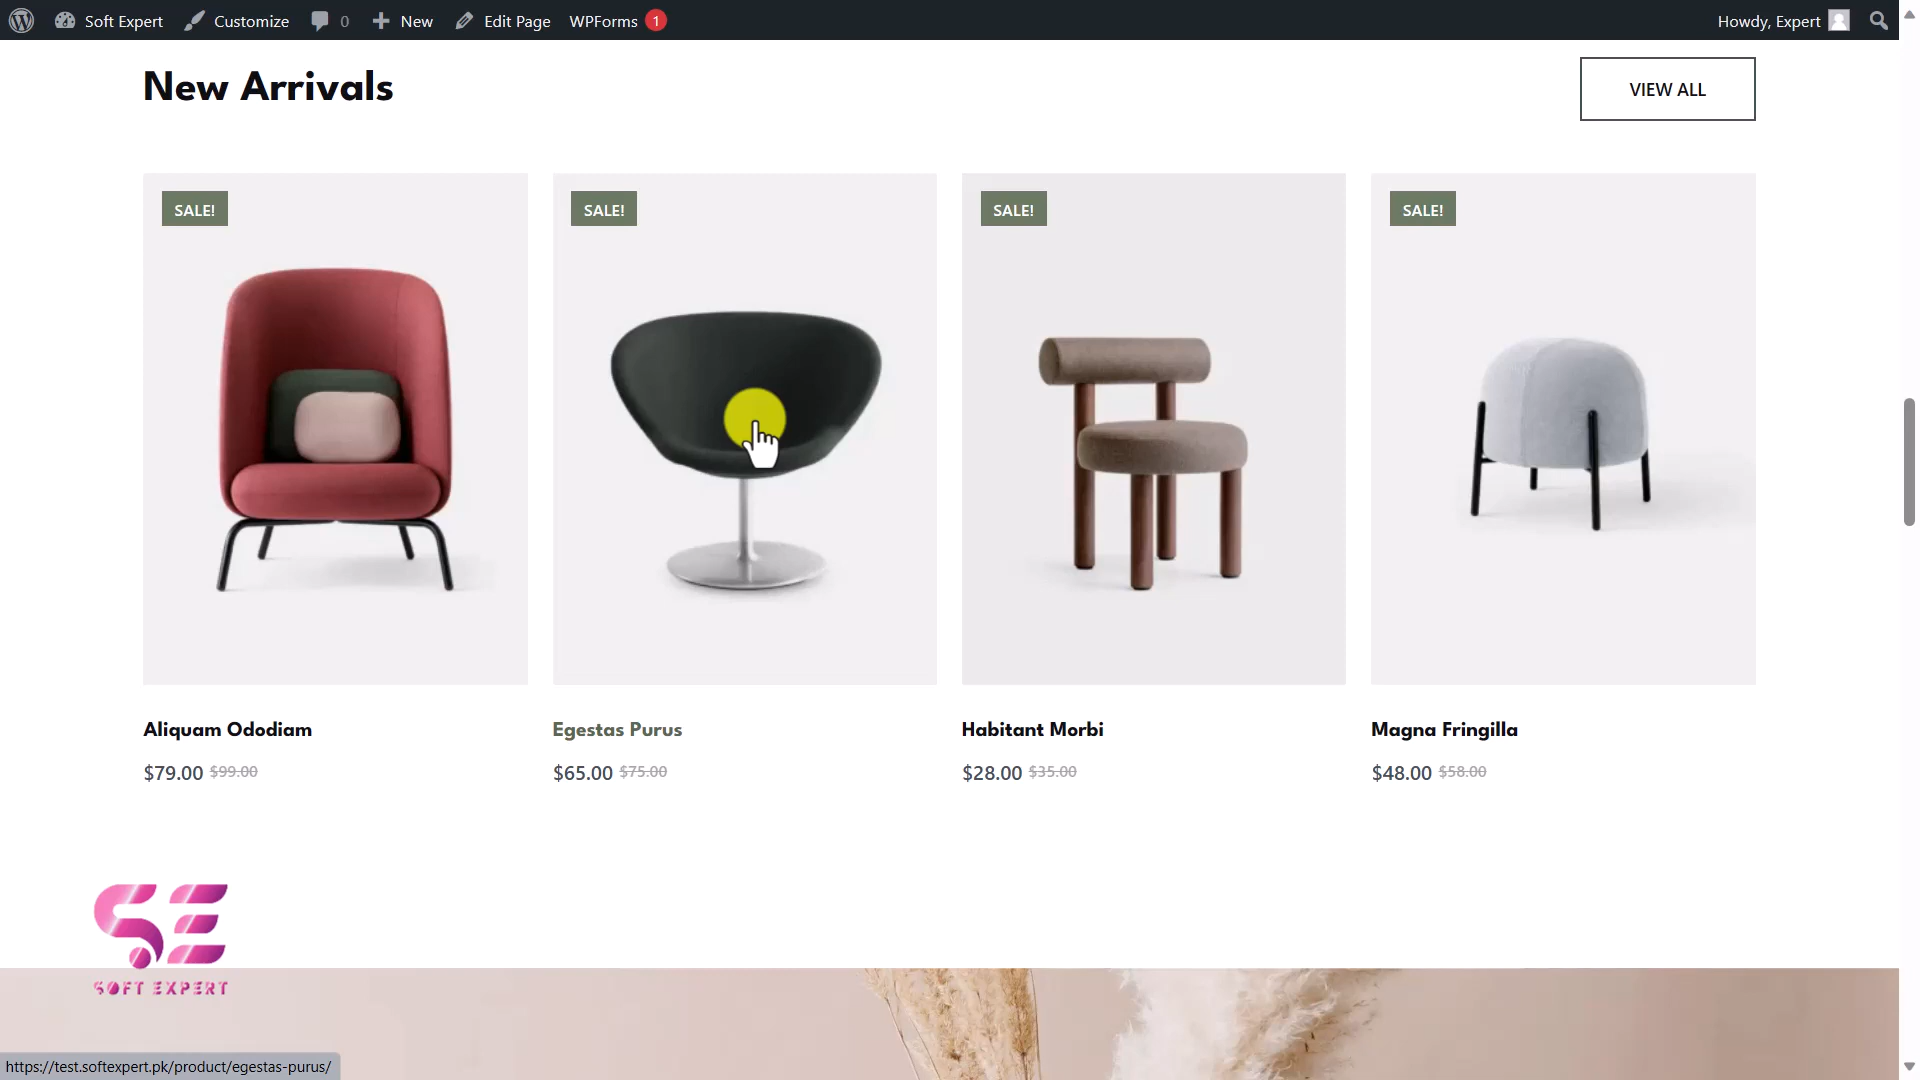 Soft Expert Customize 0 New Edit Page WPForms 1 Howdy, Expert
New Arrivals
VIEW ALL
SALE! SALE! SALE! SALE!
Aliquam Ododiam Egestas Purus Habitant Morbi Magna Fringilla
$79.00 $99.00 $65.00 $75.00 $28.00 $35.00 $48.00 $58.00
SE
SOFT EXPERT
https://test.softexpert.pk/product/egestas-purus/